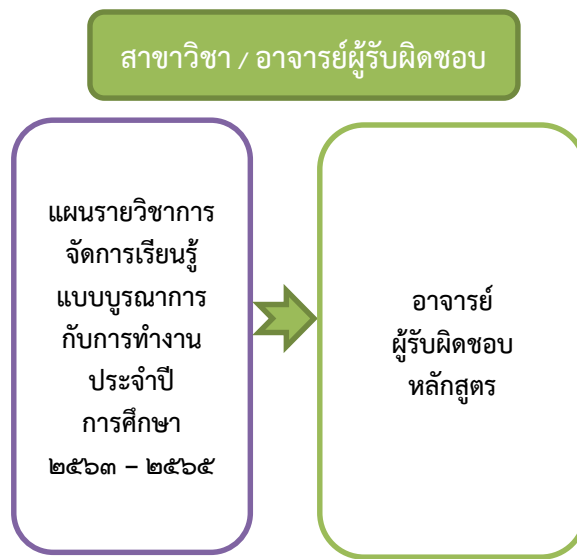 สาขาวิชา / อาจารย์ผู้รับผิดชอบ
แผนรายวิชาการ
จัดการเรียนรู้
แบบบูรณาการ
กับการทำงาน
ประจำปี
การศึกษา
๒๕๖๓ – ๒๕๖๕
อาจารย์
ผู้รับผิดชอบ
หลักสูตร